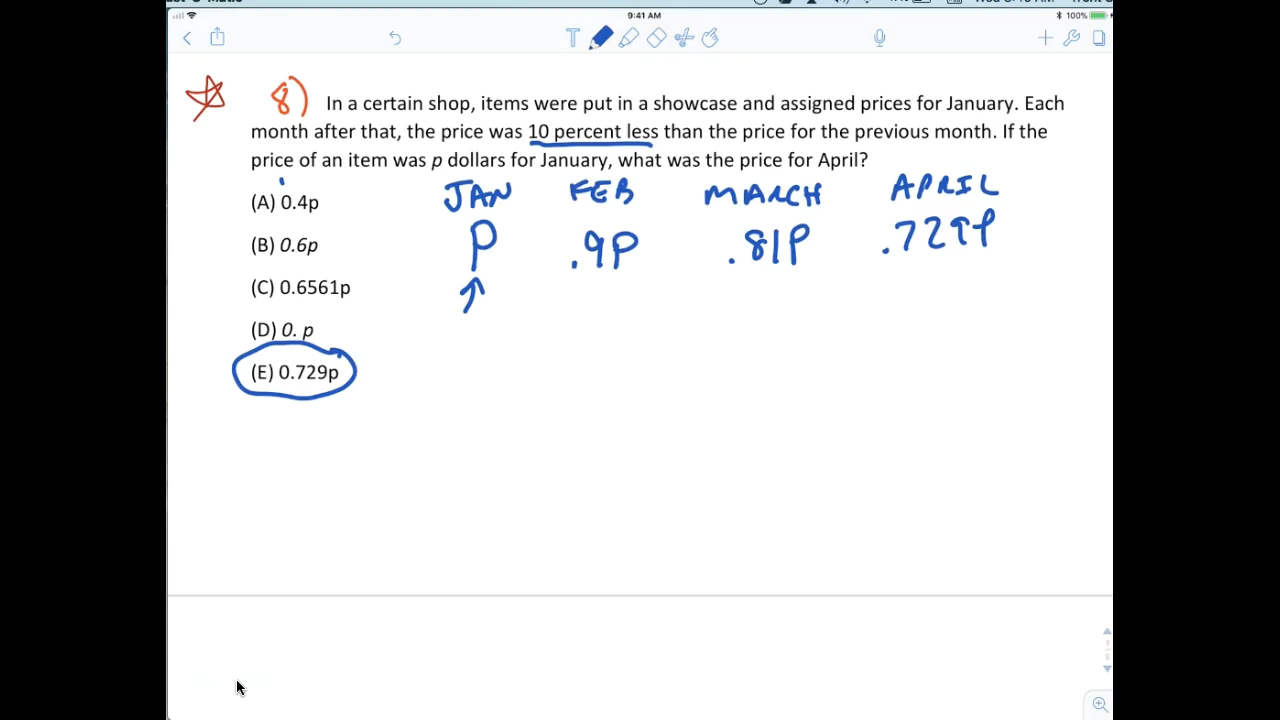 9:41 AM
100%
8) In a certain shop, items were put in a showcase and assigned prices for January. Each
month after that, the price was 10 percent less than the price for the previous month. If the
price of an item was p dollars for January, what was the price for April?
JAN FEB MARCH APRIL
(A) 0.4p
P .9P .81P .729P
(B) 0.6p
(C) 0.6561p
(D) 0. p
(E) 0.729p